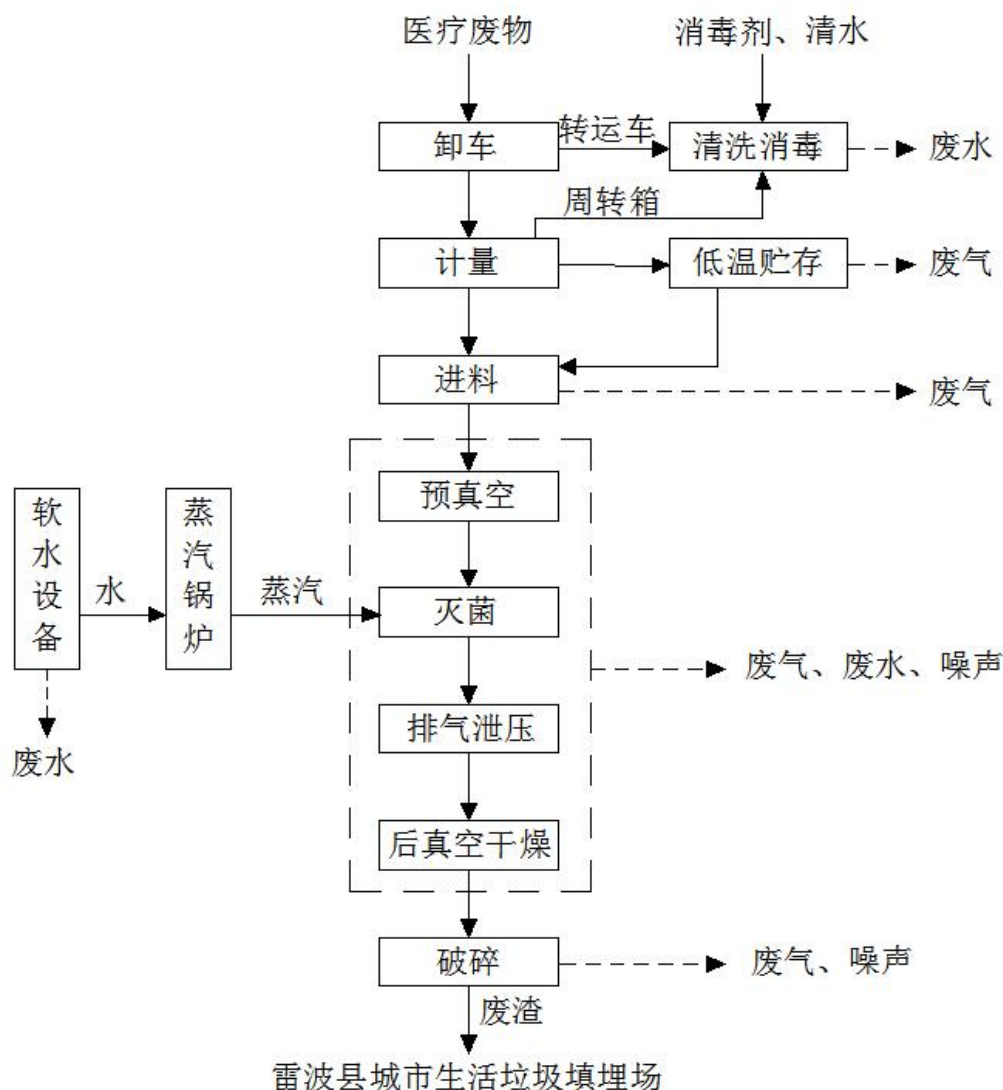 医疗废物
消毒剂、清水
卸车
转运车
清洗消毒
废水
周转箱
计量
低温贮存
废气
进料
废气
预真空
软水设备
水
蒸汽锅炉
蒸汽
灭菌
废气、废水、噪声
排气泄压
废水
后真空干燥
破碎
废气、噪声
废渣
雷波县城市生活垃圾填埋场